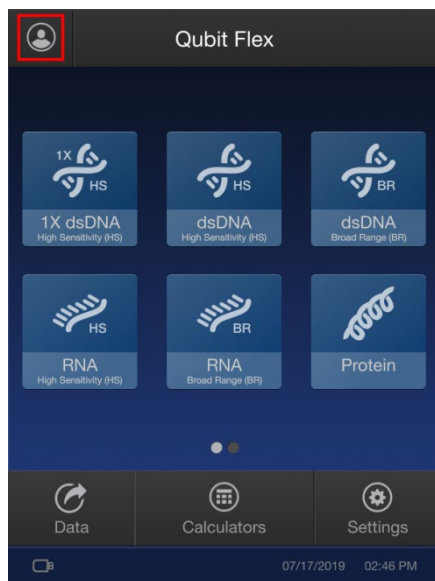 Qubit Flex
1X
HS
HS
BR
1X dsDNA
High Sensitivity (HS)
dsDNA
High Sensitivity (HS)
dsDNA
Broad Range (BR)
HS
BR
RNA
High Sensitivity (HS)
RNA
Broad Range (BR)
Protein
Data
Calculators
Settings
07/17/2019 02:46 PM